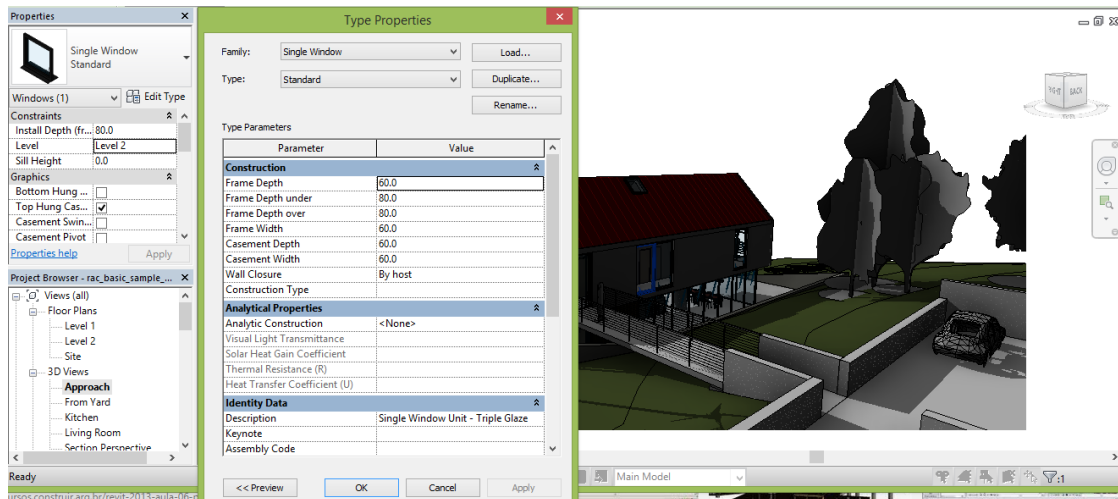 Properties
Single Window
Standard
Windows (1)
Edit Type
Constraints
Install Depth (fr... 80.0
Level Level 2
Sill Height 0.0
Graphics
Bottom Hung ...
Top Hung Cas...
Casement Swin...
Casement Pivot
Properties help Apply
Project Browser - rac_basic_sample_...
Views (all)
Floor Plans
Level 1
Level 2
Site
3D Views
Approach
From Yard
Kitchen
Living Room
Section Perspective
Ready
Type Properties
Family: Single Window Load...
Type: Standard Duplicate...
Rename...
Type Parameters
Parameter Value
Construction
Frame Depth 60.0
Frame Depth under 80.0
Frame Depth over 80.0
Frame Width 60.0
Casement Depth 60.0
Casement Width 60.0
Wall Closure By host
Construction Type
Analytical Properties
Analytic Construction <None>
Visual Light Transmittance
Solar Heat Gain Coefficient
Thermal Resistance (R)
Heat Transfer Coefficient (U)
Identity Data
Description Single Window Unit - Triple Glaze
Keynote
Assembly Code
<< Preview OK Cancel Apply
BACK
Main Model
:1